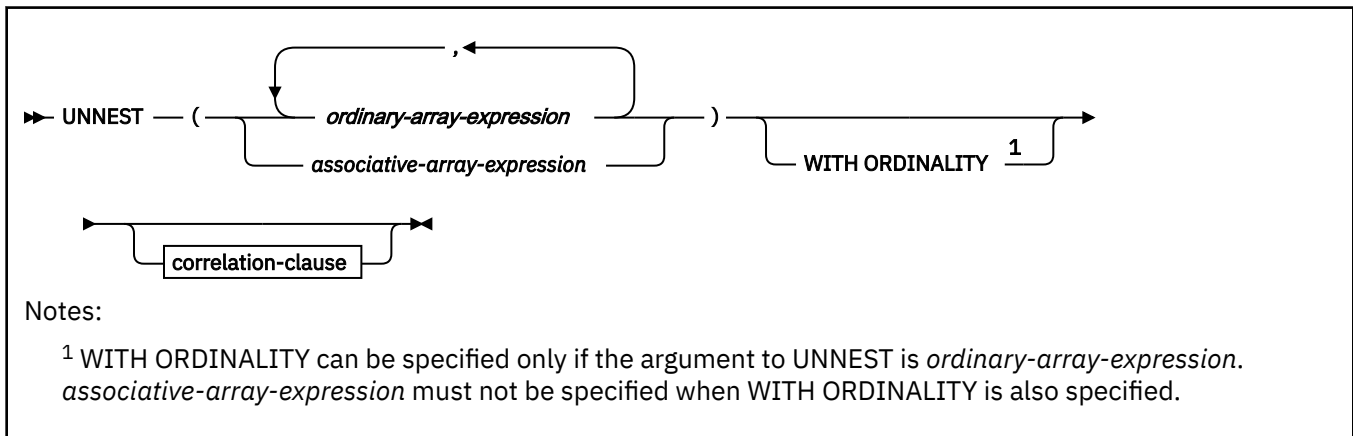 ,
UNNEST ( ordinary-array-expression )
associative-array-expression WITH ORDINALITY 1
correlation-clause
Notes:
1 WITH ORDINALITY can be specified only if the argument to UNNEST is ordinary-array-expression.
associative-array-expression must not be specified when WITH ORDINALITY is also specified.